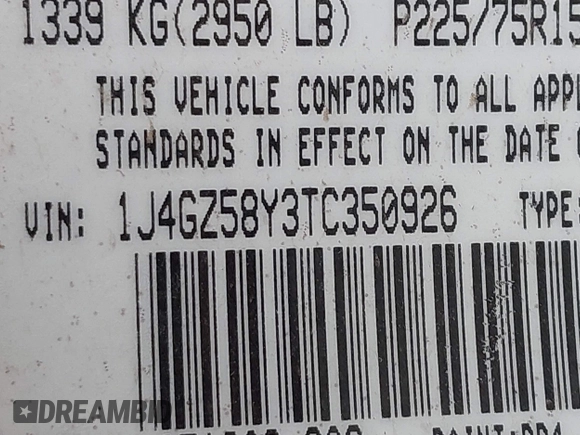 1339 KG(2950 LB) P225/75R15
THIS VEHICLE CONFORMS TO ALL
STANDARDS IN EFFECT ON THE DATE
VIN: 1J4GZ58Y3TC350926 TYPE:
DREAMBID